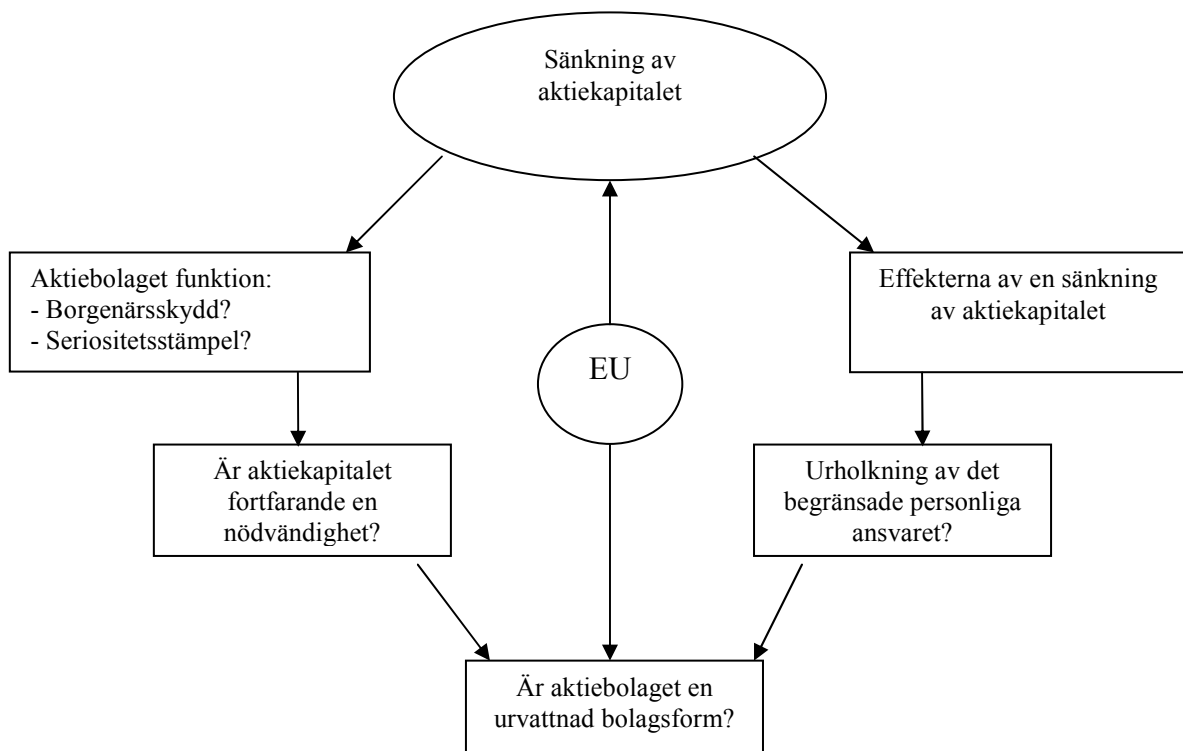 Sänkning av
aktiekapitalet
Aktiebolaget funktion:
- Borgenärsskydd?
- Seriositetsstämpel?
Effekterna av en sänkning
av aktiekapitalet
EU
Är aktiekapitalet
fortfarande en
nödvändighet?
Urholkning av det
begränsade personliga
ansvaret?
Är aktiebolaget en
urvattnad bolagsform?